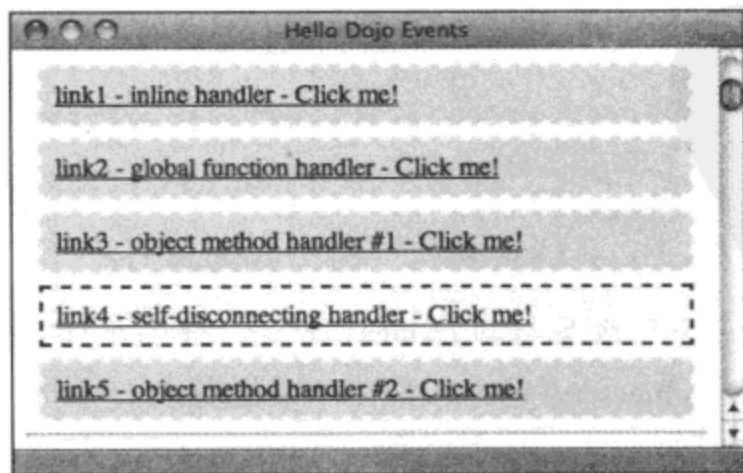 Hello Dojo Events
link1 - inline handler - Click me!
link2 - global function handler - Click me!
link3 - object method handler #1 - Click me!
link4 - self-disconnecting handler - Click me!
link5 - object method handler #2 - Click me!